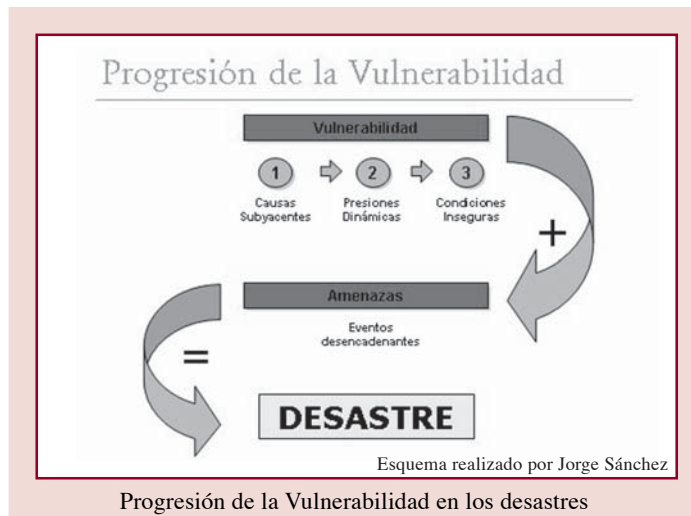 Progresión de la Vulnerabilidad
Vulnerabilidad
1 2 3
Causas Presiones Condiciones
Subyacentes Dinámicas Inseguras
+
Amenazas
Eventos
desencadenantes
=
DESASTRE
Esquema realizado por Jorge Sánchez
Progresión de la Vulnerabilidad en los desastres